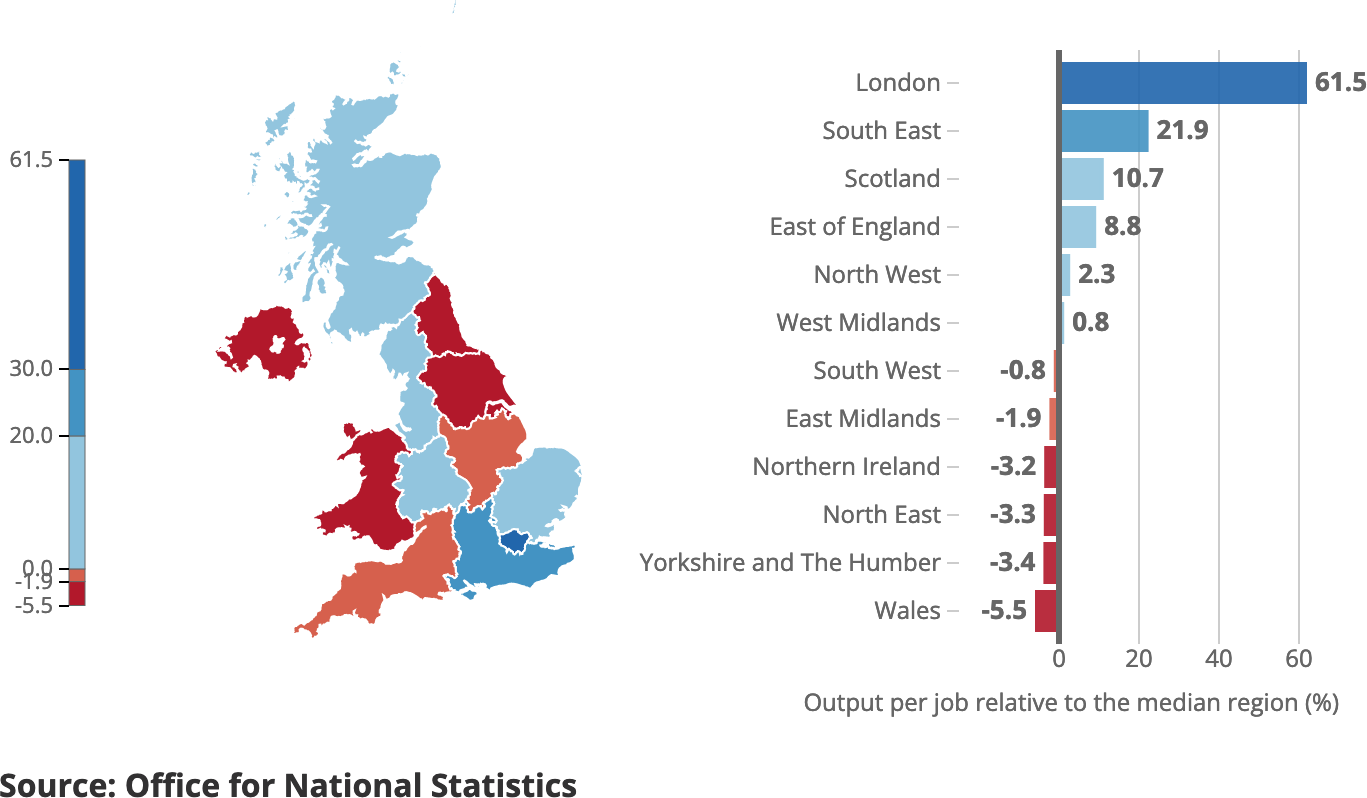 61.5
30.0
20.0
0.0
-1.9
-5.5
London 61.5
South East 21.9
Scotland 10.7
East of England 8.8
North West 2.3
West Midlands 0.8
South West -0.8
East Midlands -1.9
Northern Ireland -3.2
North East -3.3
Yorkshire and The Humber -3.4
Wales -5.5
0 20 40 60
Output per job relative to the median region (%)
Source: Office for National Statistics